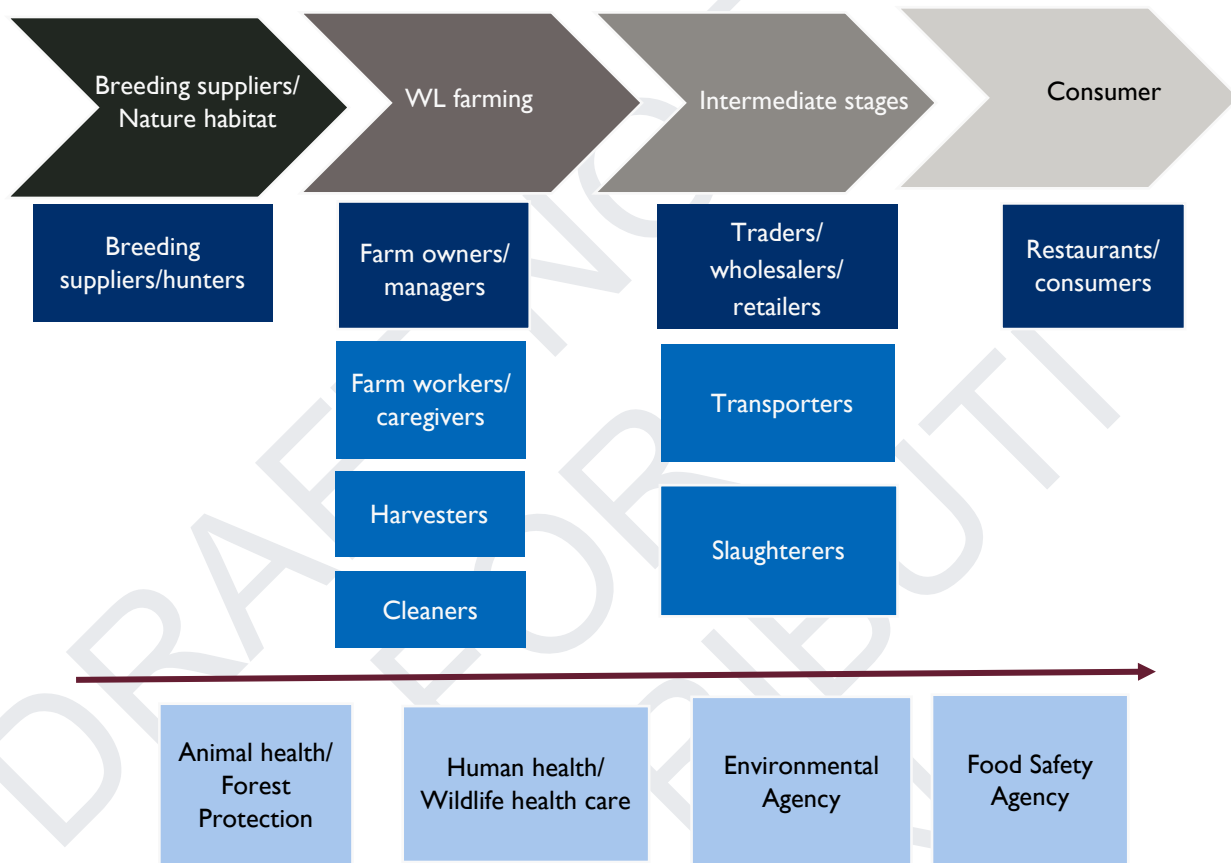 Breeding suppliers/
Nature habitat
WL farming
Intermediate stages
Consumer
Breeding
suppliers/hunters
Farm owners/
managers
Traders/
wholesalers/
retailers
Restaurants/
consumers
Farm workers/
caregivers
Transporters
Harvesters
Slaughterers
Cleaners
Animal health/
Forest
Protection
Human health/
Wildlife health care
Environmental
Agency
Food Safety
Agency
DRAFT
FOR